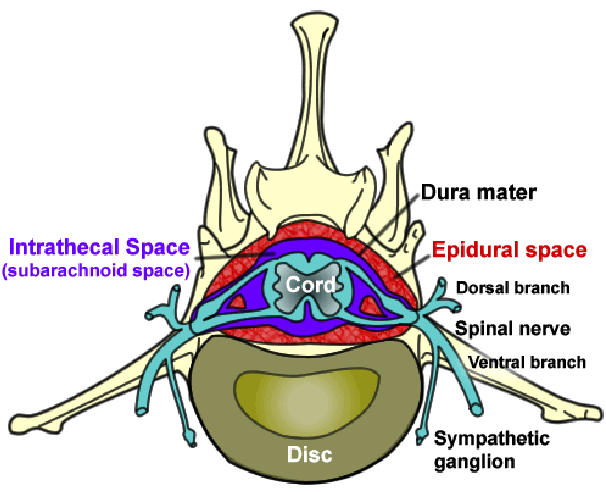 Dura mater
Intrathecal Space
(subarachnoid space)
Epidural space
Cord
Dorsal branch
Spinal nerve
Ventral branch
Sympathetic
ganglion
Disc